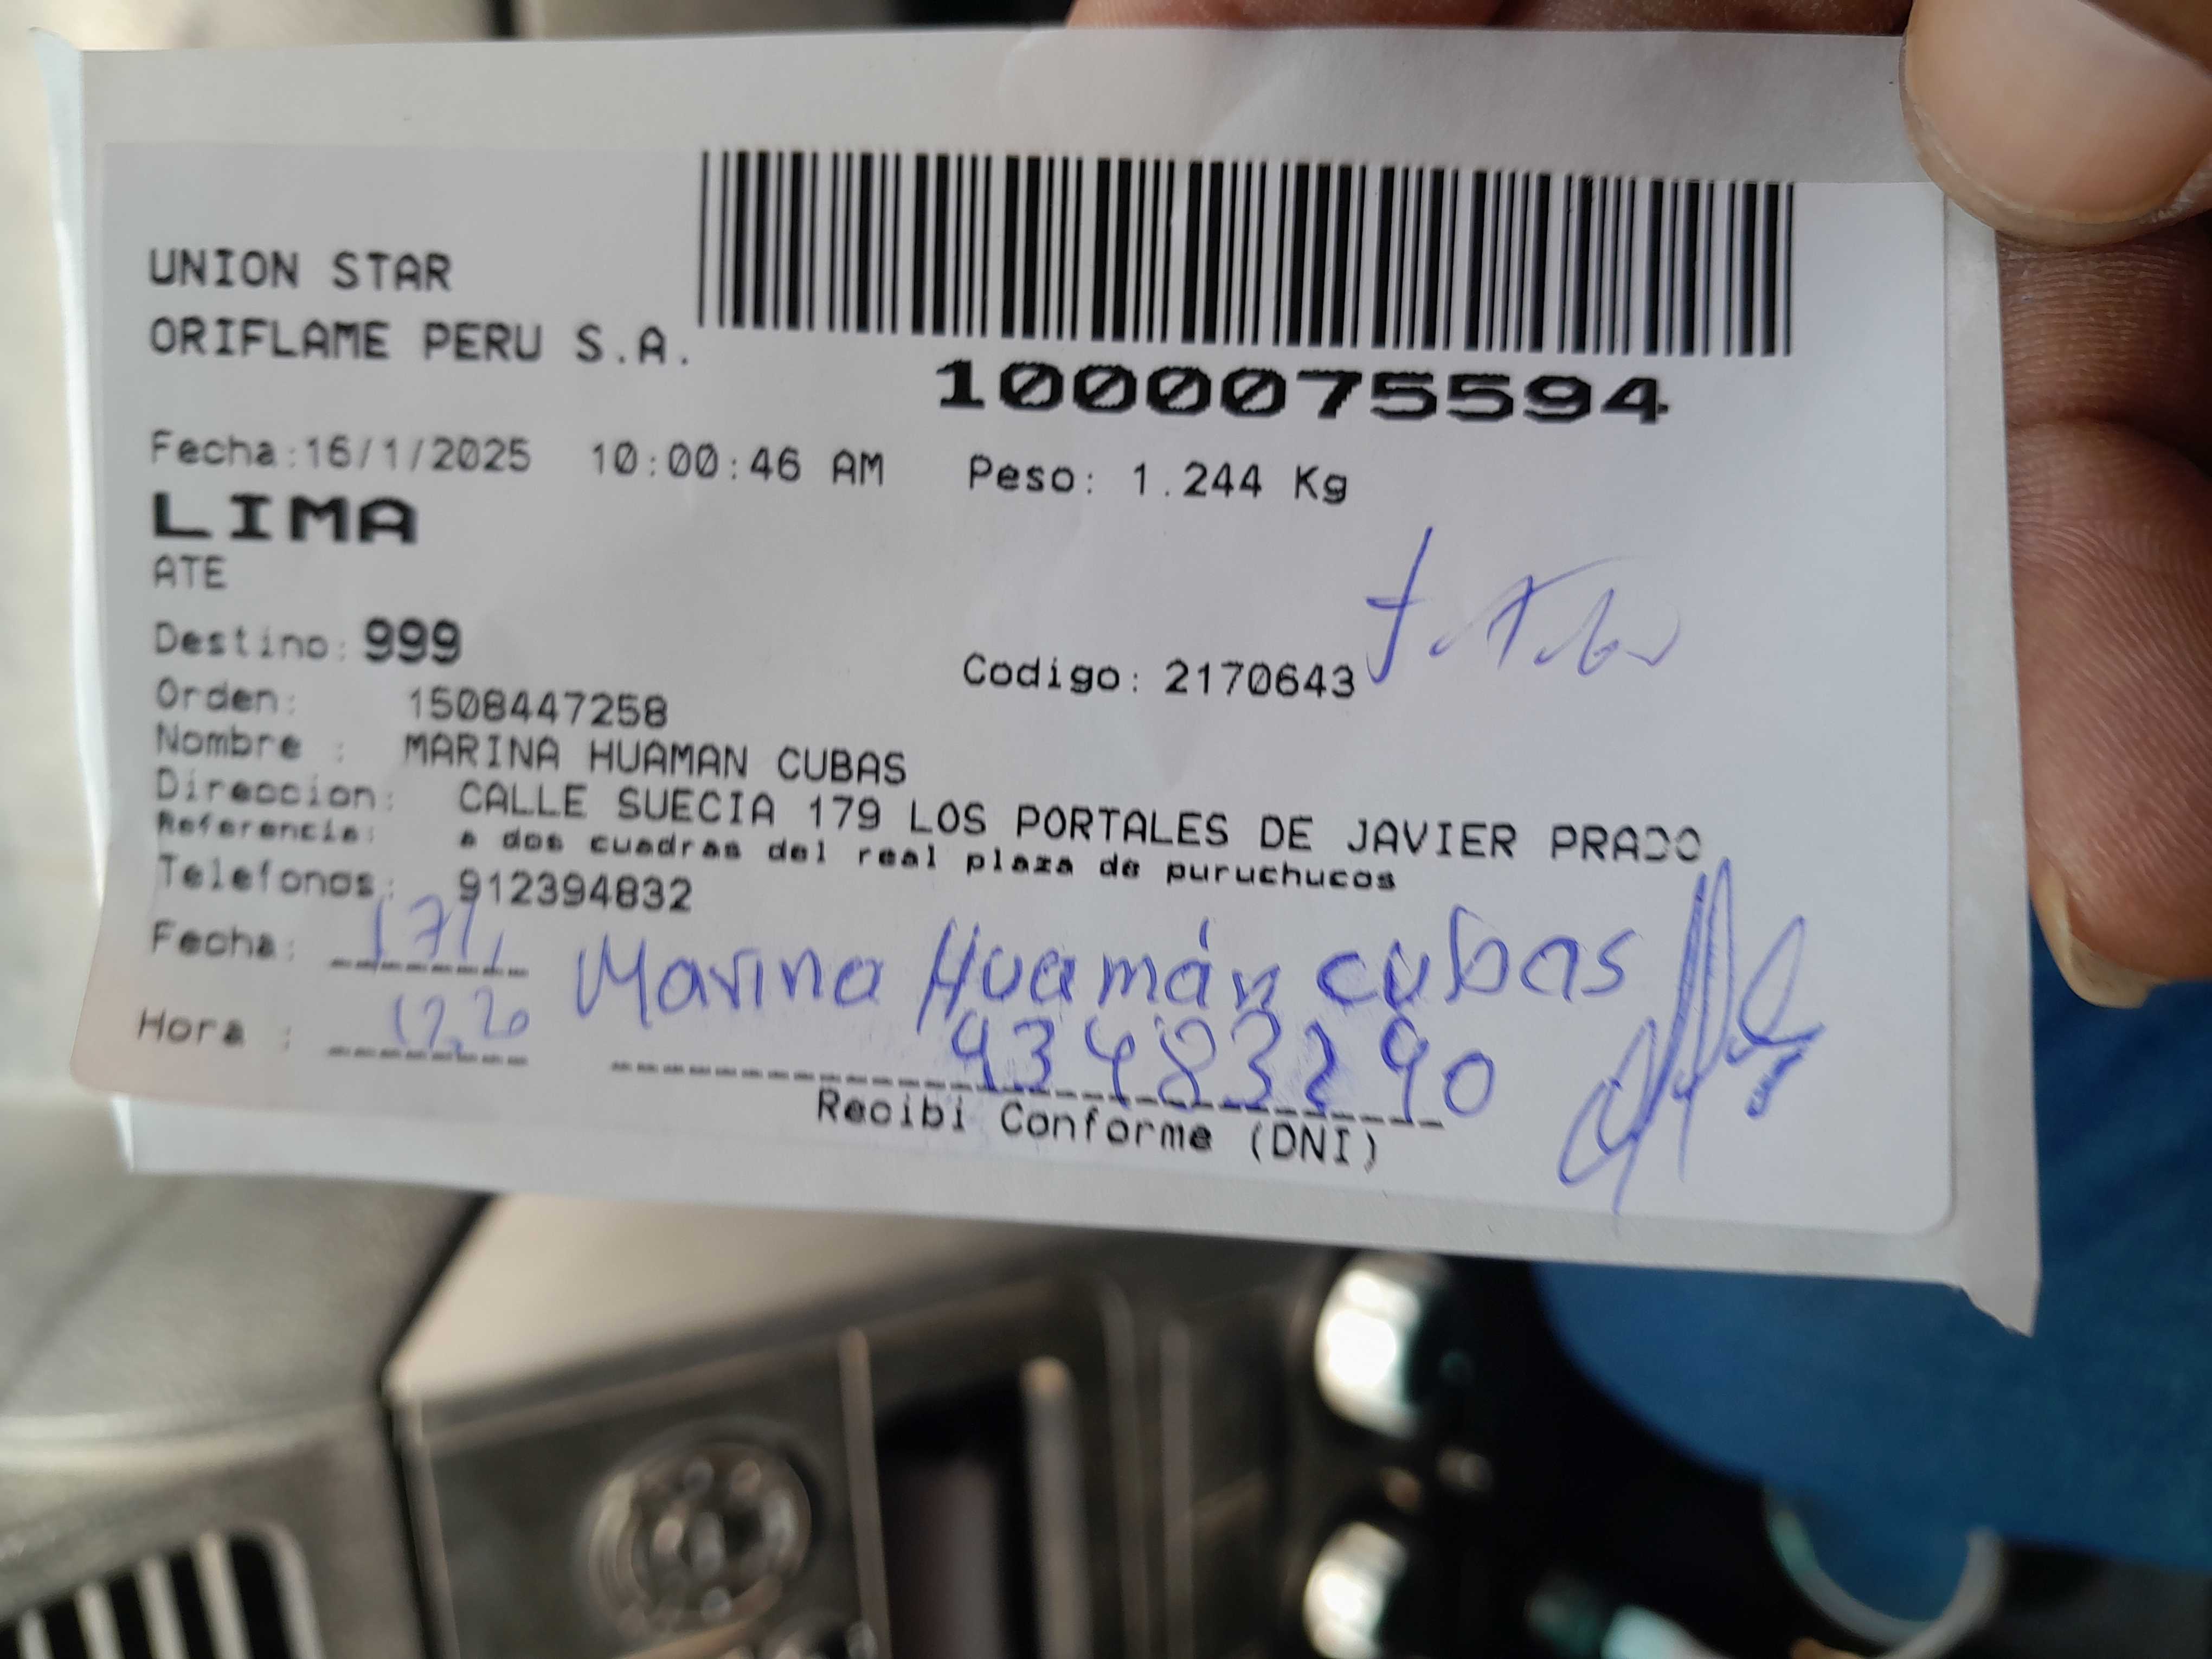 UNION STAR
ORIFLAME PERU S.A.
1000075594
Fecha:16/1/2025 10:00:46 AM Peso: 1.244 Kg
LIMA
ATE
Destino: 999
Codigo: 2170643
Orden: 1508447258
Nombre : MARINA HUAMAN CUBAS
Direccion: CALLE SUECIA 179 LOS PORTALES DE JAVIER PRADO
Referencia: a dos cuadras del real plaza de puruchucos
Telefonos: 912394832
Fecha: 17/1 Marina Huamán cubas
Hora :
Recibi Conforme (DNI)